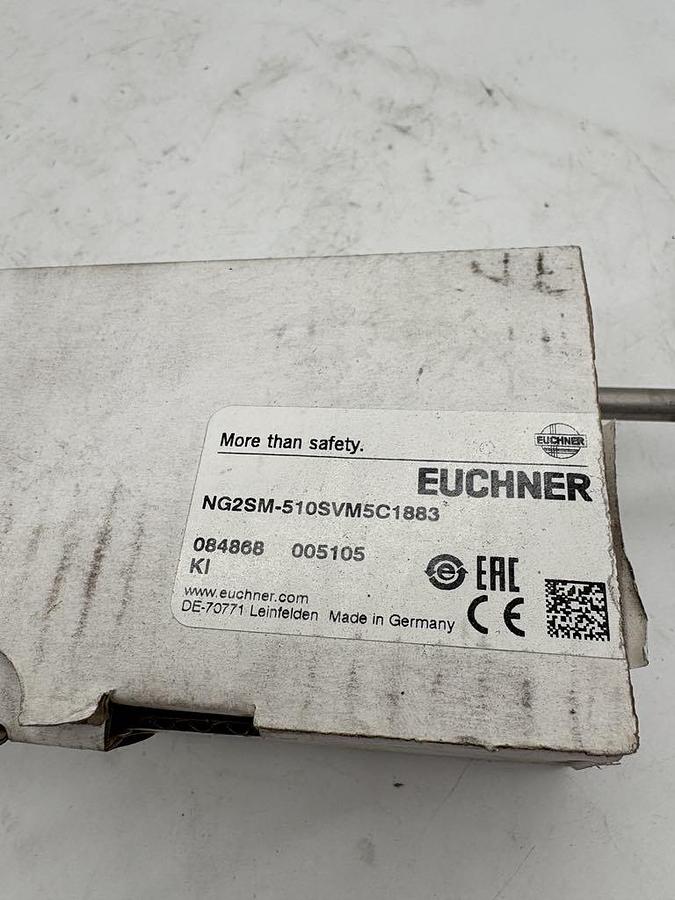 More than safety.
EUCHNER
EUCHNER
NG2SM-510SVM5C1883
084868 005105
KI
e EAC
www.euchner.com
DE-70771 Leinfelden Made in Germany
CE